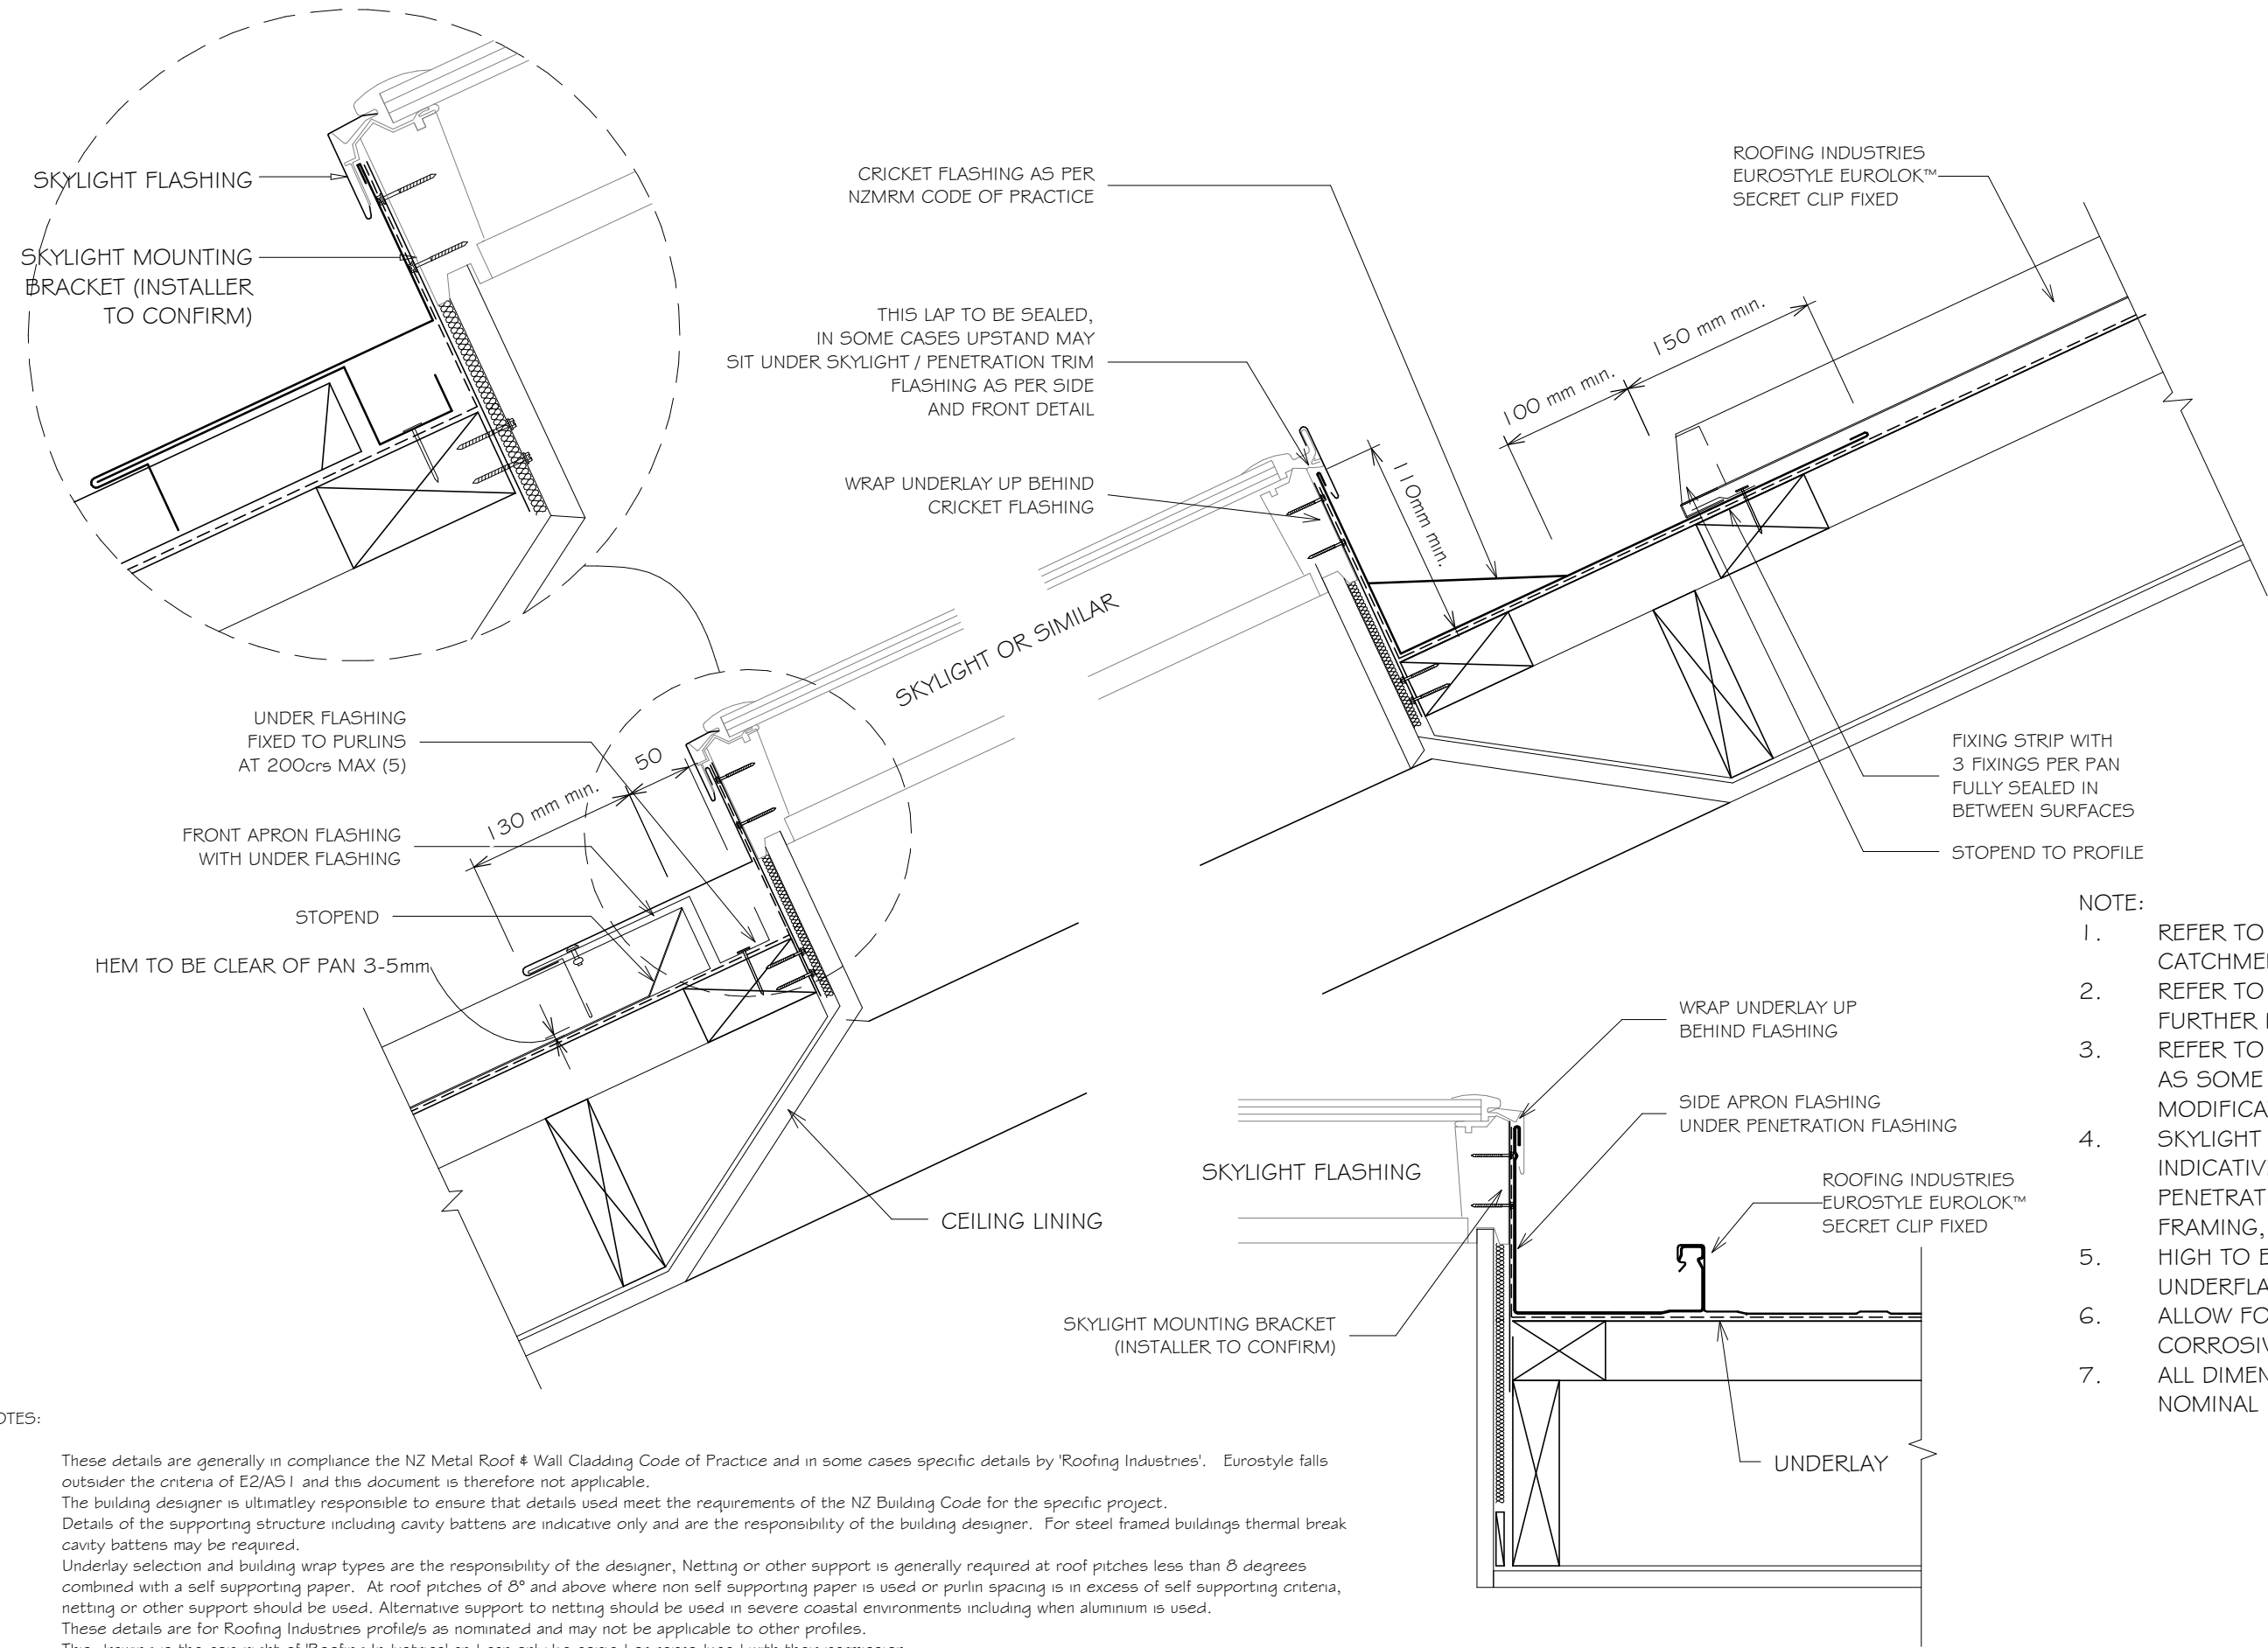 SKYLIGHT FLASHING
SKYLIGHT MOUNTING
BRACKET (INSTALLER
TO CONFIRM)
CRICKET FLASHING AS PER
NZMRM CODE OF PRACTICE
ROOFING INDUSTRIES
EUROSTYLE EUROLOK™
SECRET CLIP FIXED
THIS LAP TO BE SEALED,
IN SOME CASES UPSTAND MAY
SIT UNDER SKYLIGHT / PENETRATION TRIM
FLASHING AS PER SIDE
AND FRONT DETAIL
WRAP UNDERLAY UP BEHIND
CRICKET FLASHING
150 mm min.
100 mm min.
110mm min.
SKYLIGHT OR SIMILAR
UNDER FLASHING
FIXED TO PURLINS
AT 200crs MAX (5)
50
130 mm min.
FRONT APRON FLASHING
WITH UNDER FLASHING
STOPEND
HEM TO BE CLEAR OF PAN 3-5mm
CEILING LINING
FIXING STRIP WITH
3 FIXINGS PER PAN
FULLY SEALED IN
BETWEEN SURFACES
STOPEND TO PROFILE
WRAP UNDERLAY UP
BEHIND FLASHING
SIDE APRON FLASHING
UNDER PENETRATION FLASHING
SKYLIGHT FLASHING
ROOFING INDUSTRIES
EUROSTYLE EUROLOK™
SECRET CLIP FIXED
SKYLIGHT MOUNTING BRACKET
(INSTALLER TO CONFIRM)
UNDERLAY
NOTE:
1. REFER TO
CATCHME
2. REFER TO
FURTHER
3. REFER TO
AS SOME
MODIFICA
4. SKYLIGHT
INDICATIV
PENETRAT
FRAMING,
5. HIGH TO
UNDERFLA
6. ALLOW FO
CORROSIV
7. ALL DIMEN
NOMINAL
OTES:
These details are generally in compliance the NZ Metal Roof & Wall Cladding Code of Practice and in some cases specific details by 'Roofing Industries'. Eurostyle falls
outsider the criteria of E2/AS1 and this document is therefore not applicable.
The building designer is ultimatley responsible to ensure that details used meet the requirements of the NZ Building Code for the specific project.
Details of the supporting structure including cavity battens are indicative only and are the responsibility of the building designer. For steel framed buildings thermal break
cavity battens may be required.
Underlay selection and building wrap types are the responsibility of the designer, Netting or other support is generally required at roof pitches less than 8 degrees
combined with a self supporting paper. At roof pitches of 8° and above where non self supporting paper is used or purlin spacing is in excess of self supporting criteria,
netting or other support should be used. Alternative support to netting should be used in severe coastal environments including when aluminium is used.
These details are for Roofing Industries profile/s as nominated and may not be applicable to other profiles.